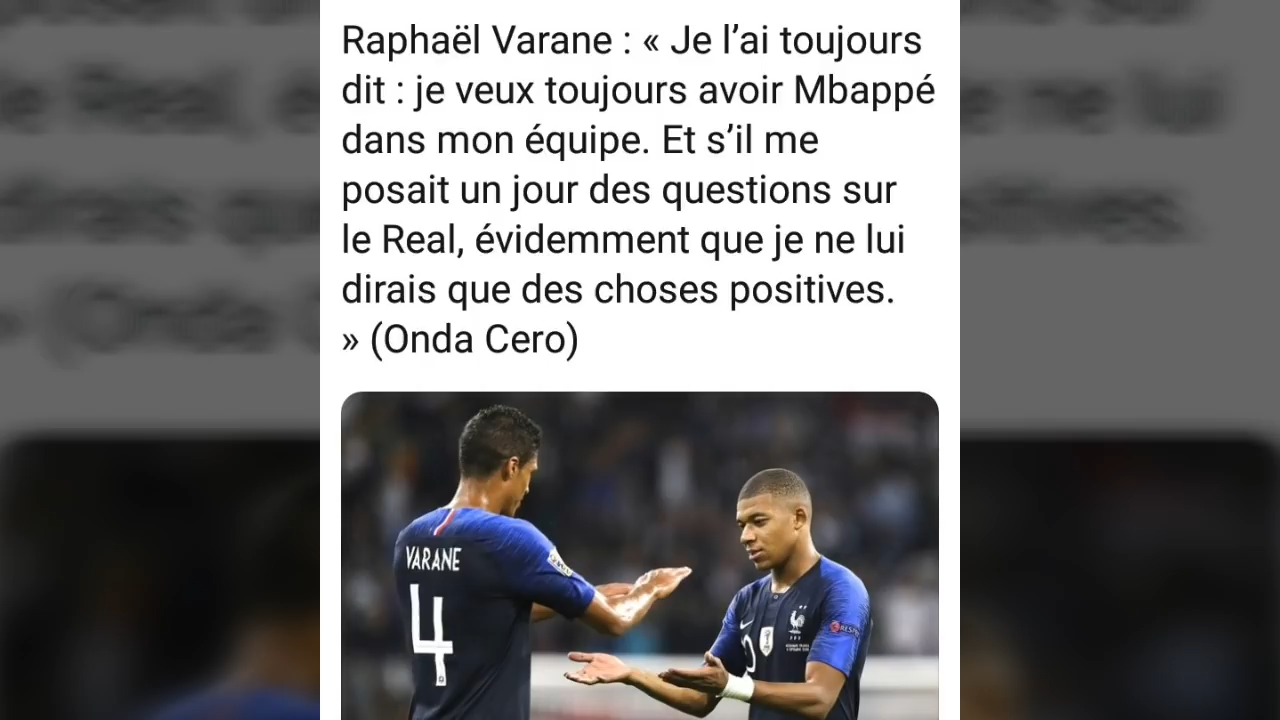 Raphaël Varane : « Je l’ai toujours
dit : je veux toujours avoir Mbappé
dans mon équipe. Et s’il me
posait un jour des questions sur
le Real, évidemment que je ne lui
dirais que des choses positives.
» (Onda Cero)
VARANE
4
RESPE